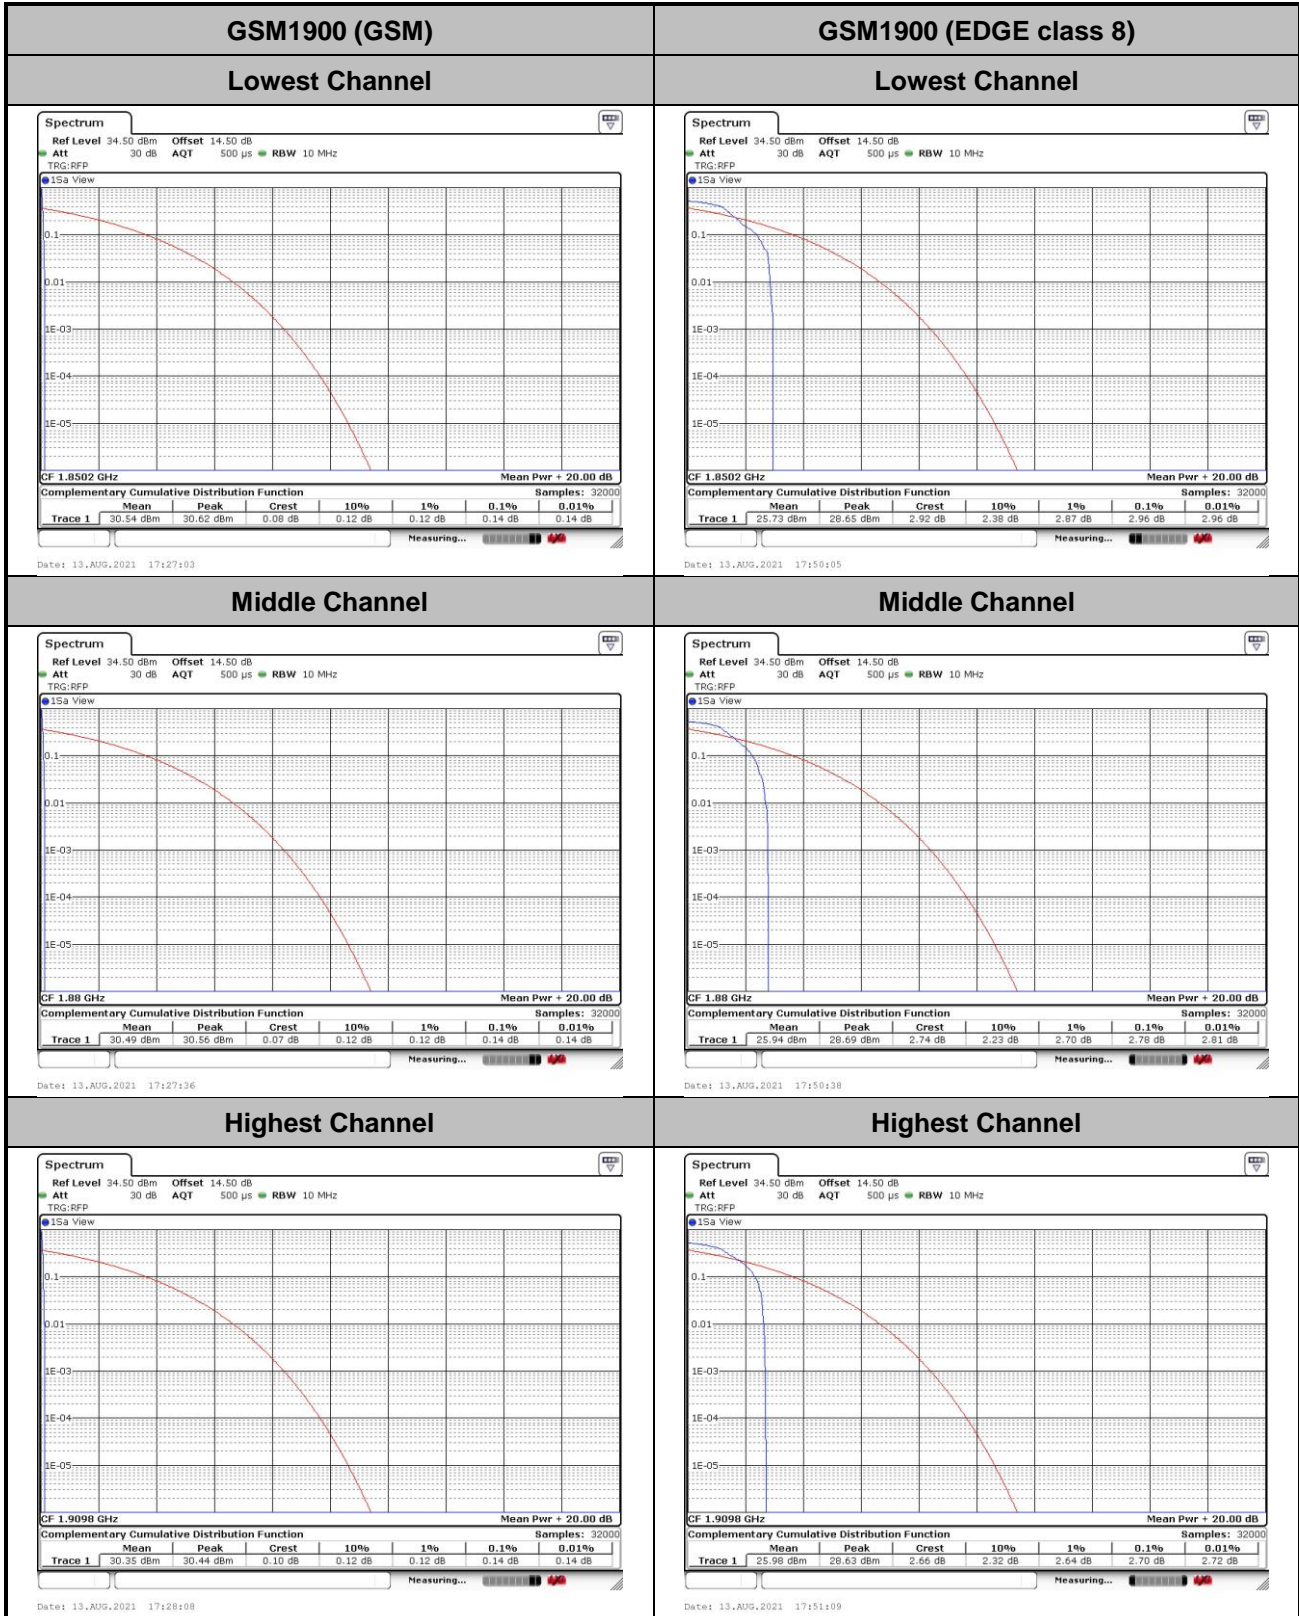 GSM1900 (GSM)
GSM1900 (EDGE class 8)
Lowest Channel
Lowest Channel
Spectrum
Ref Level 34.50 dBm Offset 14.50 dB
Att 30 dB AQT 500 µs RBW 10 MHz
TRG:RFP
1Sa View
0.1
0.01
1E-03
1E-04
1E-05
CF 1.8502 GHz Mean Pwr + 20.00 dB
Complementary Cumulative Distribution Function Samples: 32000
Mean Peak Crest 10% 1% 0.1% 0.01%
Trace 1 30.54 dBm 30.62 dBm 0.08 dB 0.12 dB 0.12 dB 0.14 dB 0.14 dB
Measuring...
Date: 13.AUG.2021 17:27:03
Spectrum
Ref Level 34.50 dBm Offset 14.50 dB
Att 30 dB AQT 500 µs RBW 10 MHz
TRG:RFP
1Sa View
0.1
0.01
1E-03
1E-04
1E-05
CF 1.8502 GHz Mean Pwr + 20.00 dB
Complementary Cumulative Distribution Function Samples: 32000
Mean Peak Crest 10% 1% 0.1% 0.01%
Trace 1 25.73 dBm 28.65 dBm 2.92 dB 2.38 dB 2.87 dB 2.96 dB 2.96 dB
Measuring...
Date: 13.AUG.2021 17:50:05
Middle Channel
Middle Channel
Spectrum
Ref Level 34.50 dBm Offset 14.50 dB
Att 30 dB AQT 500 µs RBW 10 MHz
TRG:RFP
1Sa View
0.1
0.01
1E-03
1E-04
1E-05
CF 1.88 GHz Mean Pwr + 20.00 dB
Complementary Cumulative Distribution Function Samples: 32000
Mean Peak Crest 10% 1% 0.1% 0.01%
Trace 1 30.49 dBm 30.56 dBm 0.07 dB 0.12 dB 0.12 dB 0.14 dB 0.14 dB
Measuring...
Date: 13.AUG.2021 17:27:36
Spectrum
Ref Level 34.50 dBm Offset 14.50 dB
Att 30 dB AQT 500 µs RBW 10 MHz
TRG:RFP
1Sa View
0.1
0.01
1E-03
1E-04
1E-05
CF 1.88 GHz Mean Pwr + 20.00 dB
Complementary Cumulative Distribution Function Samples: 32000
Mean Peak Crest 10% 1% 0.1% 0.01%
Trace 1 25.94 dBm 28.69 dBm 2.74 dB 2.23 dB 2.70 dB 2.78 dB 2.81 dB
Measuring...
Date: 13.AUG.2021 17:50:38
Highest Channel
Highest Channel
Spectrum
Ref Level 34.50 dBm Offset 14.50 dB
Att 30 dB AQT 500 µs RBW 10 MHz
TRG:RFP
1Sa View
0.1
0.01
1E-03
1E-04
1E-05
CF 1.9098 GHz Mean Pwr + 20.00 dB
Complementary Cumulative Distribution Function Samples: 32000
Mean Peak Crest 10% 1% 0.1% 0.01%
Trace 1 30.35 dBm 30.44 dBm 0.10 dB 0.12 dB 0.12 dB 0.14 dB 0.14 dB
Measuring...
Date: 13.AUG.2021 17:28:08
Spectrum
Ref Level 34.50 dBm Offset 14.50 dB
Att 30 dB AQT 500 µs RBW 10 MHz
TRG:RFP
1Sa View
0.1
0.01
1E-03
1E-04
1E-05
CF 1.9098 GHz Mean Pwr + 20.00 dB
Complementary Cumulative Distribution Function Samples: 32000
Mean Peak Crest 10% 1% 0.1% 0.01%
Trace 1 25.98 dBm 28.63 dBm 2.66 dB 2.32 dB 2.64 dB 2.70 dB 2.72 dB
Measuring...
Date: 13.AUG.2021 17:51:09